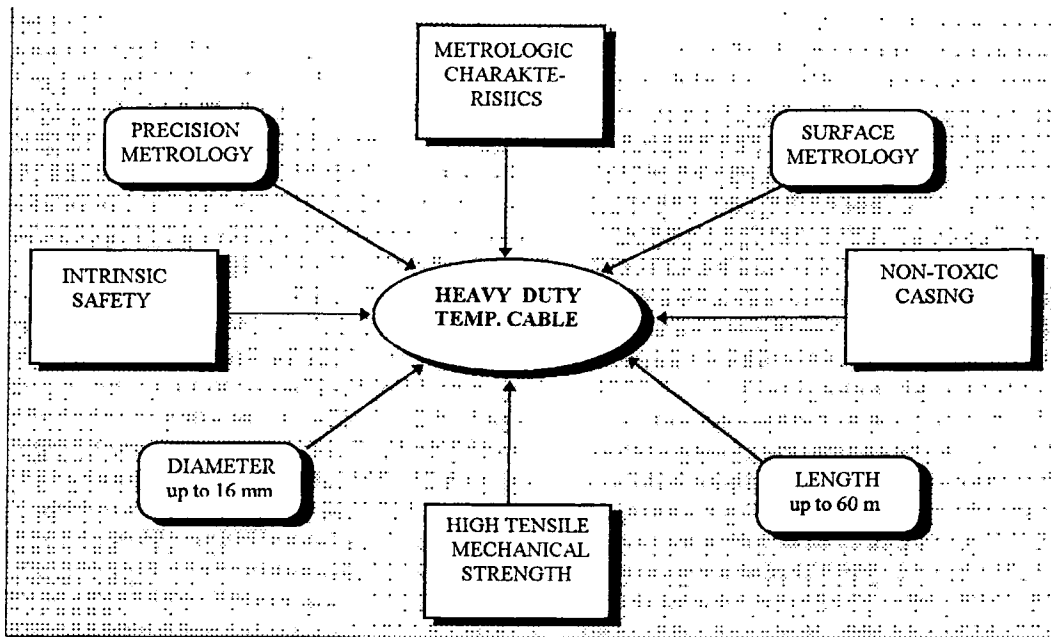 METROLOGIC
CHARAKTE-
RISIICS
PRECISION
METROLOGY
SURFACE
METROLOGY
INTRINSIC
SAFETY
HEAVY DUTY
TEMP. CABLE
NON-TOXIC
CASING
DIAMETER
up to 16 mm
HIGH TENSILE
MECHANICAL
STRENGTH
LENGTH
up to 60 m